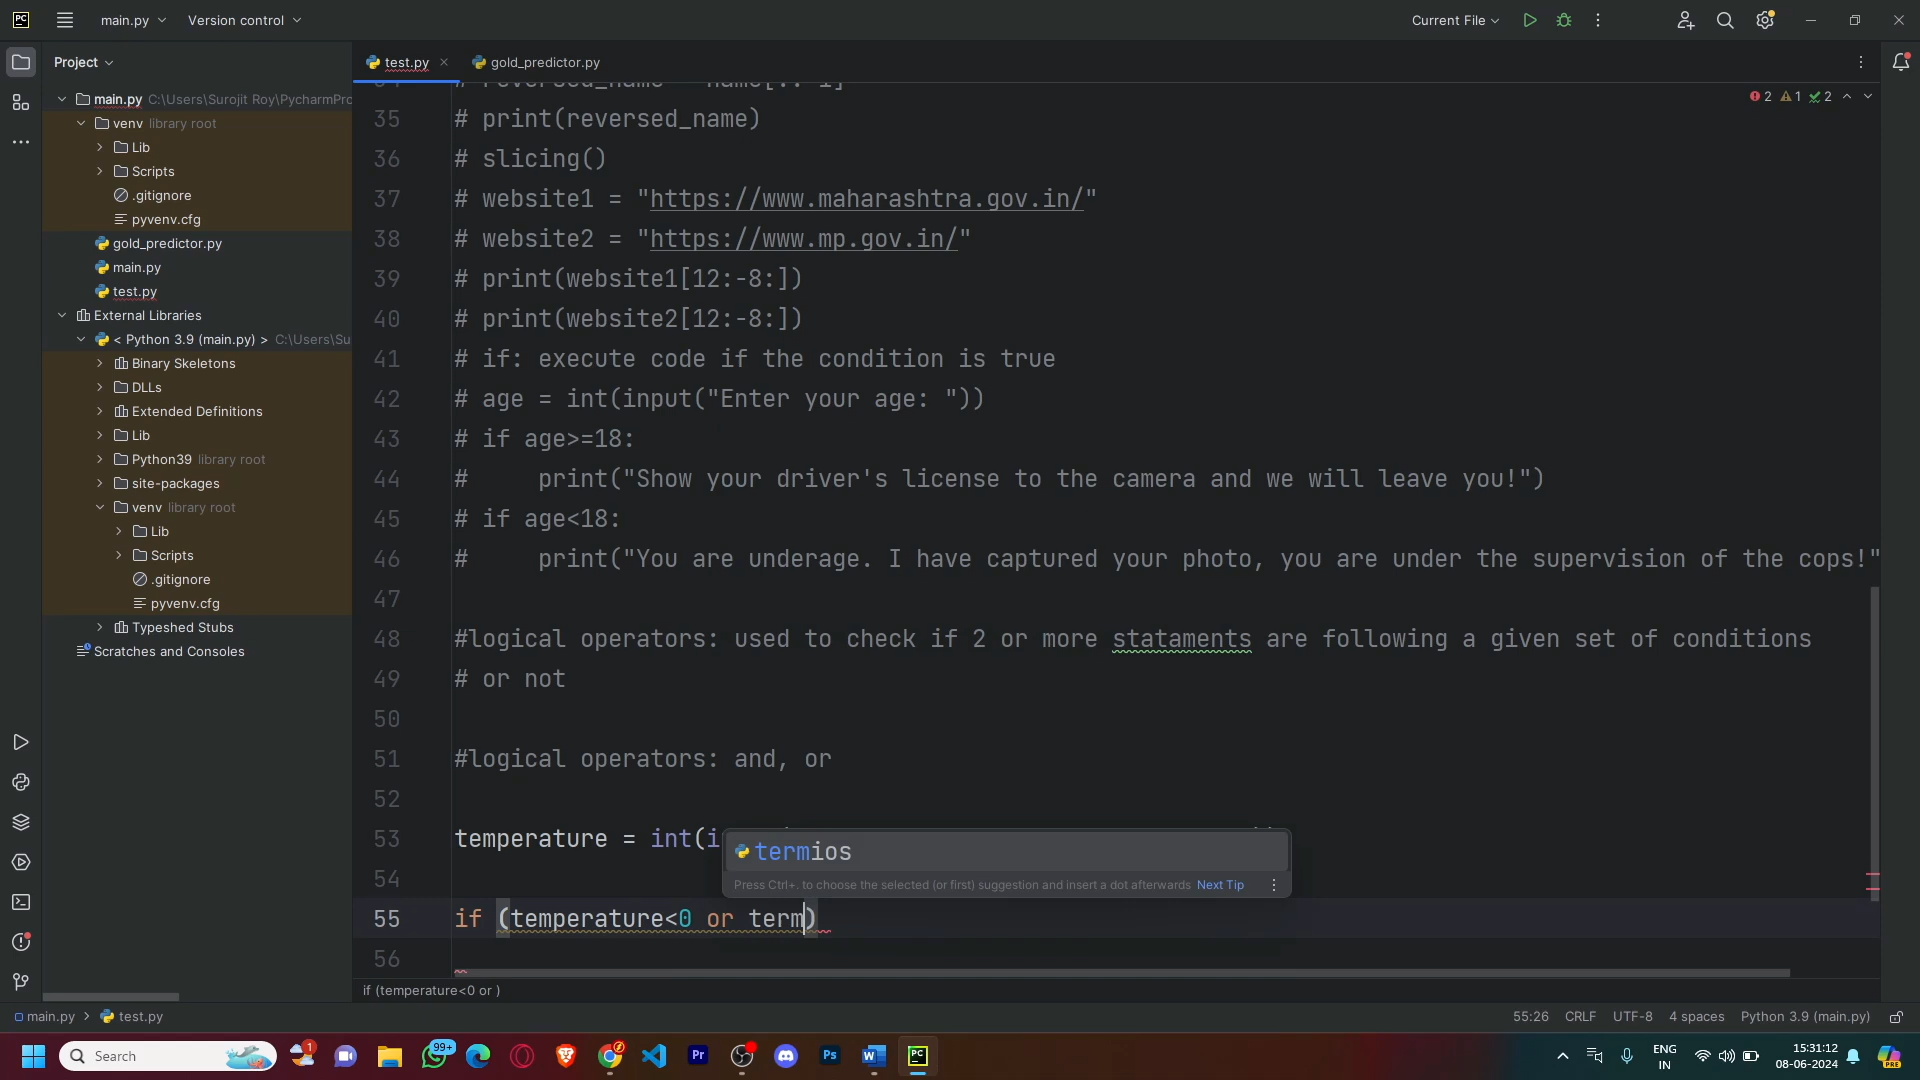 PC main.py Version control Current File
Project
test.py gold_predictor.py
main.py C:\Users\Surojit Roy\PycharmPro
venv library root
Lib
Scripts
.gitignore
pyvenv.cfg
gold_predictor.py
main.py
test.py
External Libraries
< Python 3.9 (main.py) > C:\Users\Su
Binary Skeletons
DLLs
Extended Definitions
Lib
Python39 library root
site-packages
venv library root
Lib
Scripts
.gitignore
pyvenv.cfg
Typeshed Stubs
Scratches and Consoles
2 1 2
35 # print(reversed_name)
36 # slicing()
37 # website1 = "https://www.maharashtra.gov.in/"
38 # website2 = "https://www.mp.gov.in/"
39 # print(website1[12:-8:])
40 # print(website2[12:-8:])
41 # if: execute code if the condition is true
42 # age = int(input("Enter your age: "))
43 # if age>=18:
44 #     print("Show your driver's license to the camera and we will leave you!")
45 # if age<18:
46 #     print("You are underage. I have captured your photo, you are under the supervision of the cops!"
47
48 #logical operators: used to check if 2 or more stataments are following a given set of conditions
49 # or not
50
51 #logical operators: and, or
52
53 temperature = int(i
termios
54
Press Ctrl+. to choose the selected (or first) suggestion and insert a dot afterwards Next Tip
55 if (temperature<0 or term)
56
if (temperature<0 or )
main.py > test.py 55:26 CRLF UTF-8 4 spaces Python 3.9 (main.py)
Search 1 99+ Pr Ps W PC ENG IN 15:31:12 08-06-2024 PRE